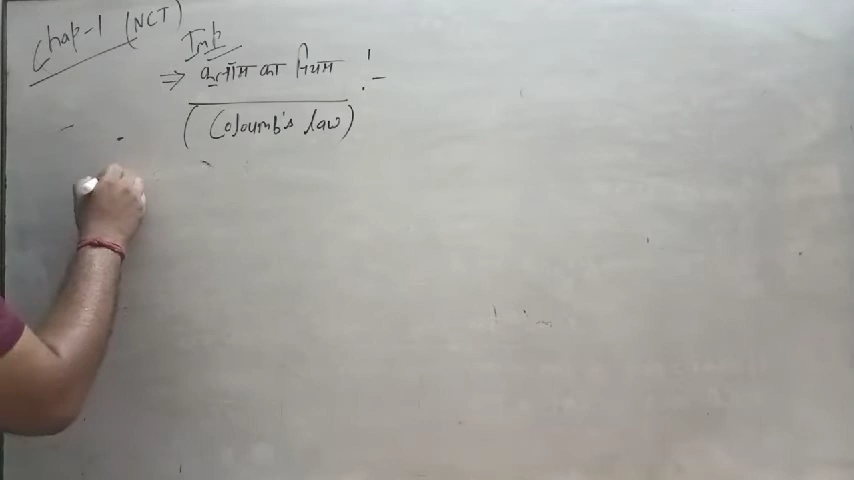 Chap-1 (NCT)
Imp
⇒ कूलॉम का नियम :-
(Coloumb's law)